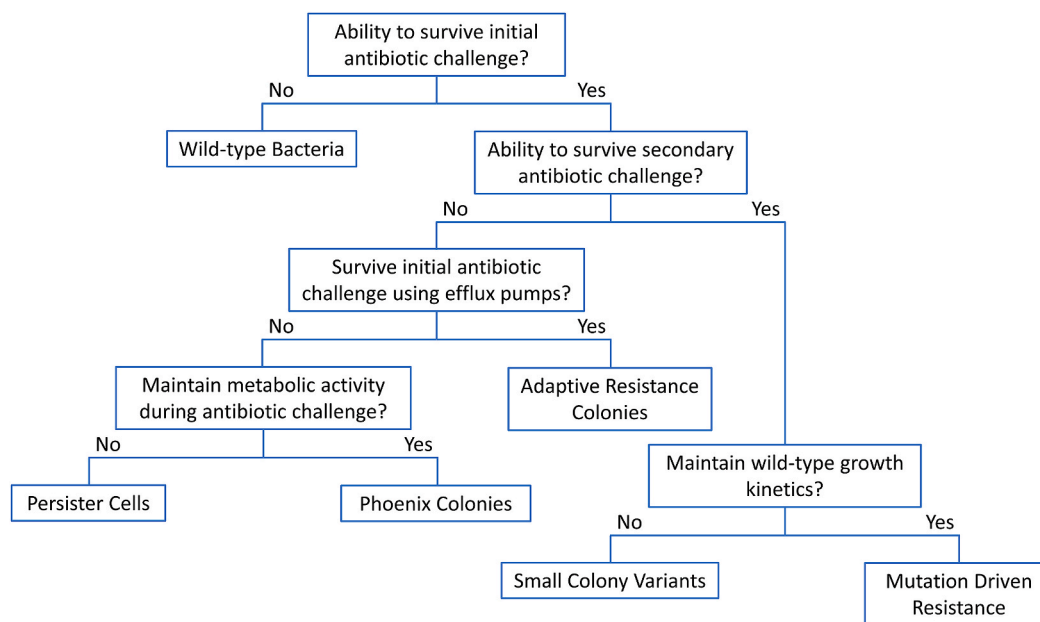 Ability to survive initial
antibiotic challenge?
No
Yes
Wild-type Bacteria
Ability to survive secondary
antibiotic challenge?
No
Yes
Survive initial antibiotic
challenge using efflux pumps?
No
Yes
Maintain metabolic activity
during antibiotic challenge?
Adaptive Resistance
Colonies
No
Yes
Maintain wild-type growth
kinetics?
Persister Cells
Phoenix Colonies
No
Yes
Small Colony Variants
Mutation Driven
Resistance